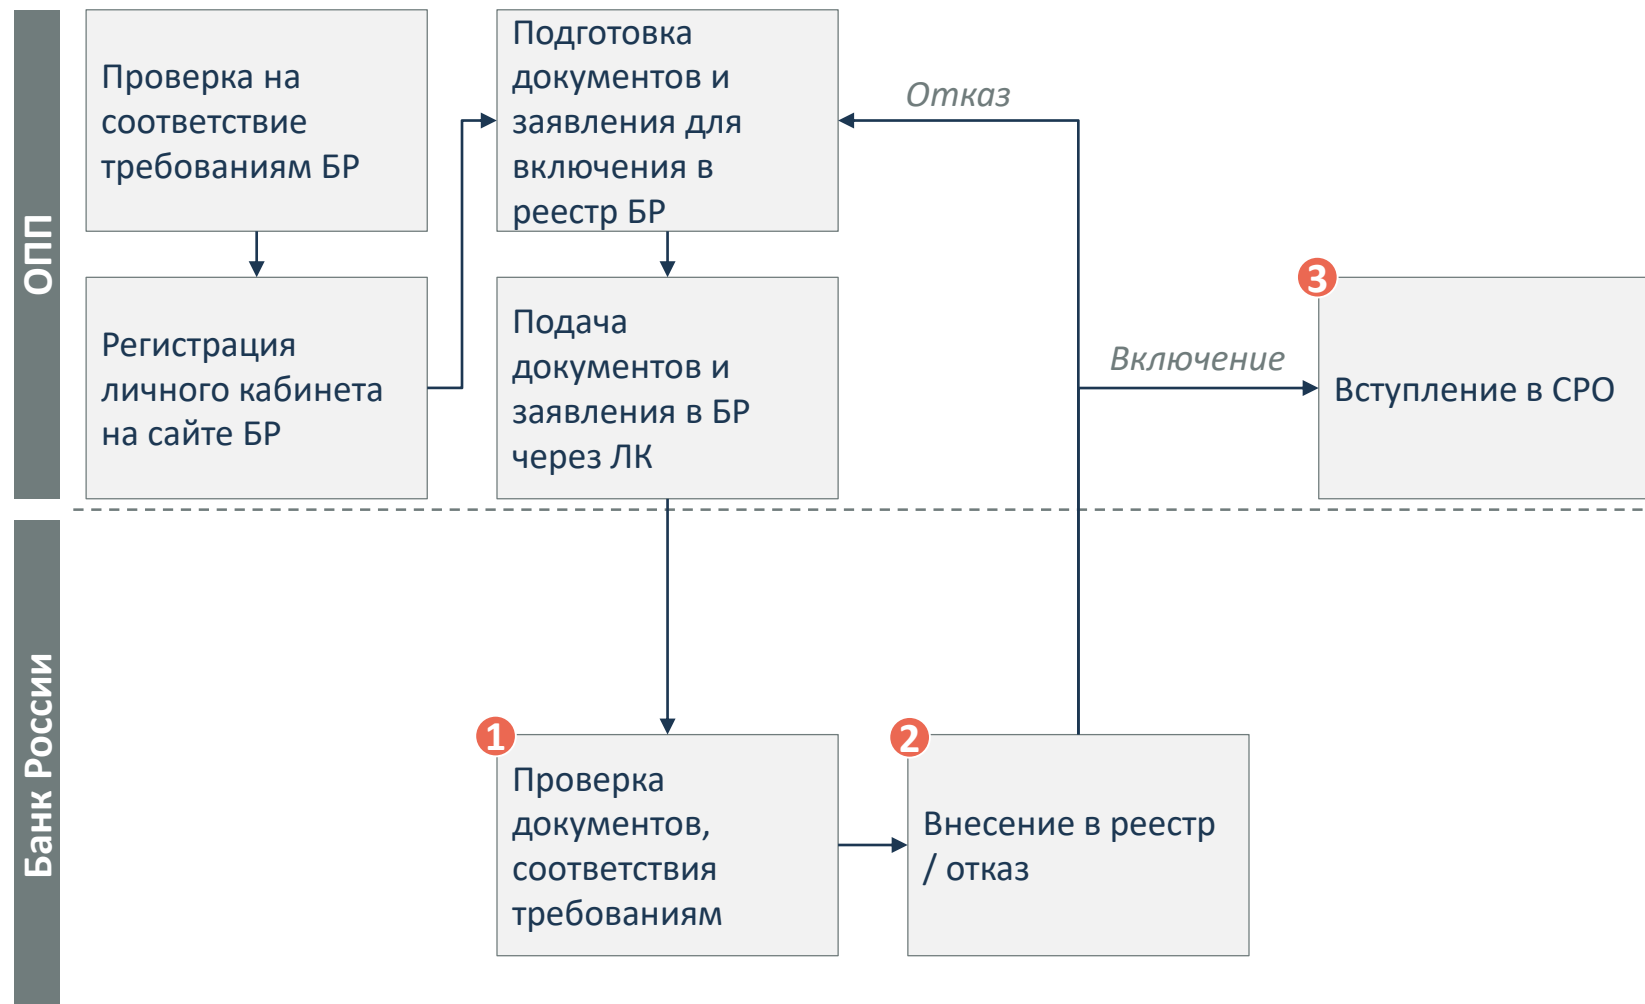 ОПП
Проверка на
соответствие
требованиям БР
Регистрация
личного кабинета
на сайте БР
Подготовка
документов и
заявления для
включения в
реестр БР
Подача
документов и
заявления в БР
через ЛК
Отказ
Включение
3
Вступление в СРО
Банк России
1
Проверка
документов,
соответствия
требованиям
2
Внесение в реестр
/ отказ